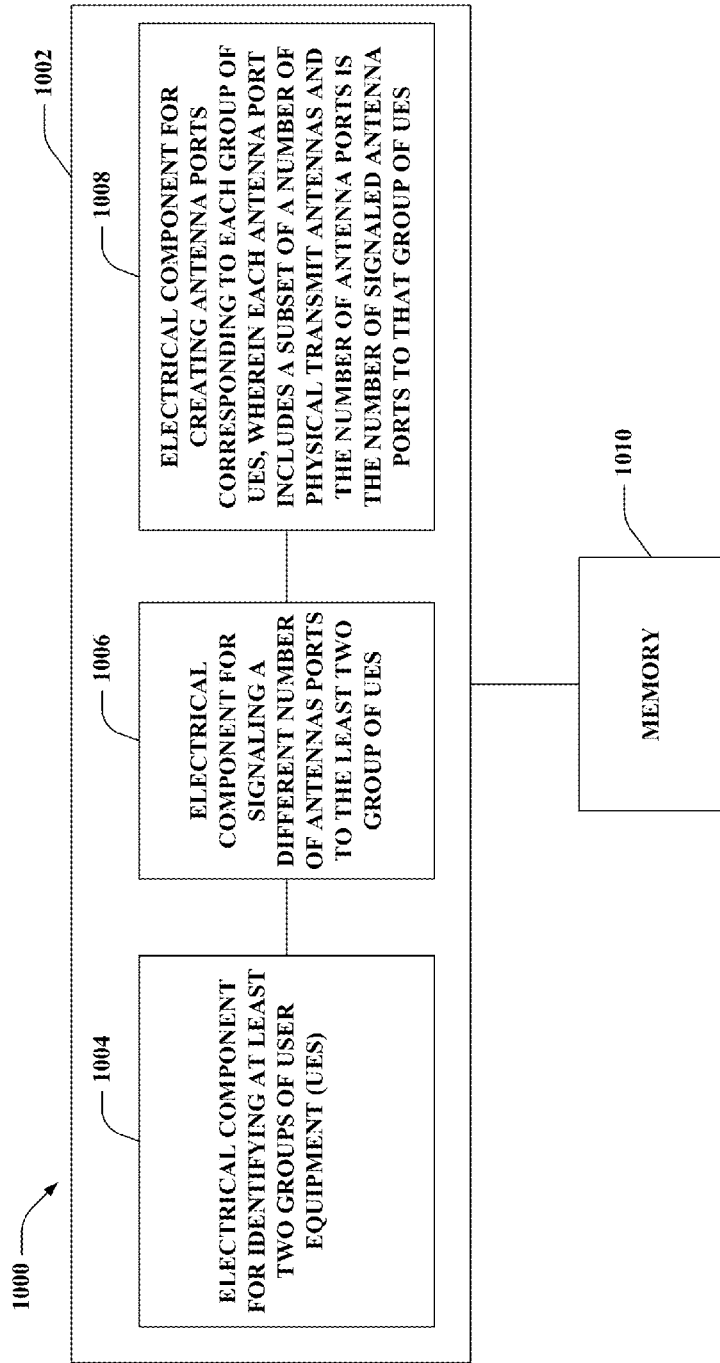 1000
1002
1004
ELECTRICAL COMPONENT
FOR IDENTIFYING AT LEAST
TWO GROUPS OF USER
EQUIPMENT (UES)
1006
ELECTRICAL
COMPONENT FOR
SIGNALING A
DIFFERENT NUMBER
OF ANTENNAS PORTS
TO THE LEAST TWO
GROUP OF UES
1008
ELECTRICAL COMPONENT FOR
CREATING ANTENNA PORTS
CORRESPONDING TO EACH GROUP OF
UES, WHEREIN EACH ANTENNA PORT
INCLUDES A SUBSET OF A NUMBER OF
PHYSICAL TRANSMIT ANTENNAS AND
THE NUMBER OF ANTENNA PORTS IS
THE NUMBER OF SIGNALED ANTENNA
PORTS TO THAT GROUP OF UES
1010
MEMORY